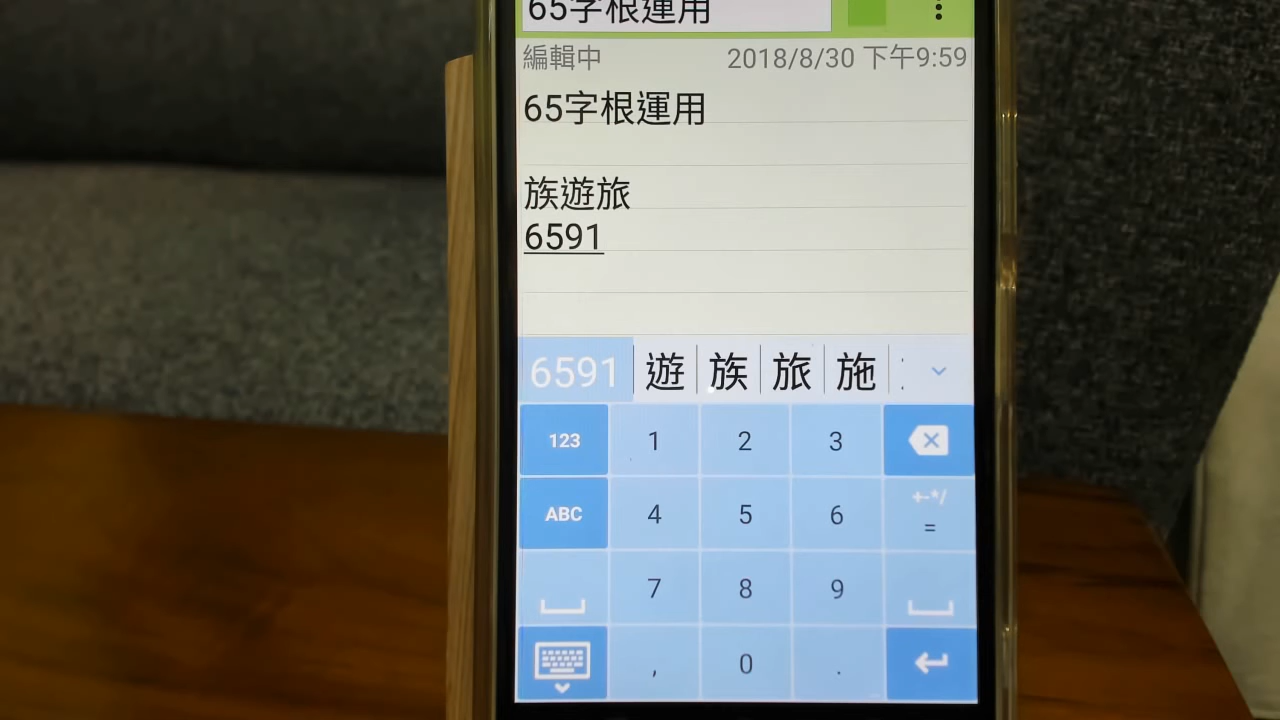 65字根運用
編輯中 2018/8/30 下午9:59
65字根運用
族遊旅
6591
6591 遊 族 旅 施
123 1 2 3
ABC 4 5 6 +-*/ =
7 8 9
, 0 .